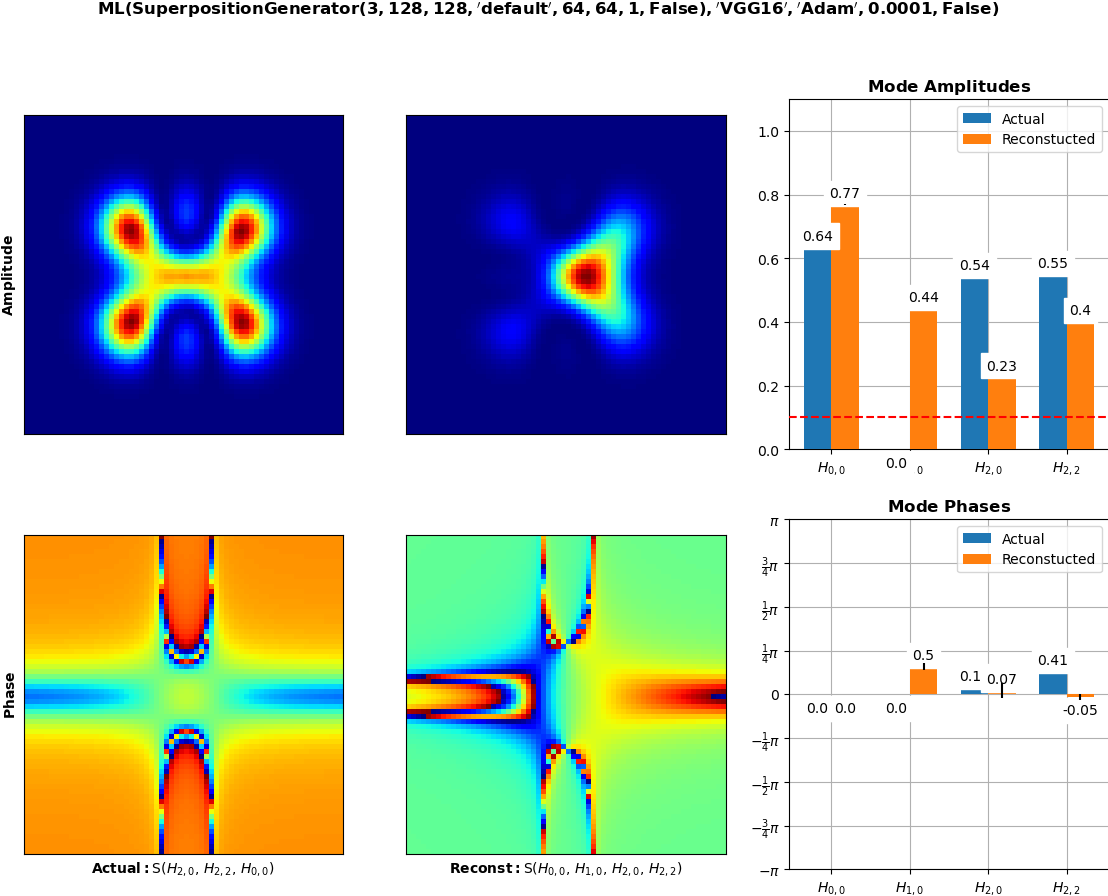 ML(SuperpositionGenerator(3, 128, 128, 'default', 64, 64, 1, False), 'VGG16', 'Adam', 0.0001, False)
Amplitude
Mode Amplitudes
Actual
Reconstucted
1.0
0.8
0.6
0.4
0.2
0.0
0.64
0.77
0.0
0.44
0.54
0.23
0.55
0.4
H0,0
0
H2,0
H2,2
Phase
Actual: S(H2,0, H2,2, H0,0)
Reconst: S(H0,0, H1,0, H2,0, H2,2)
Mode Phases
Actual
Reconstucted
π
3/4π
1/2π
1/4π
0
−1/4π
−1/2π
−3/4π
−π
0.0
0.0
0.0
0.5
0.1
0.07
0.41
-0.05
H0,0
H1,0
H2,0
H2,2